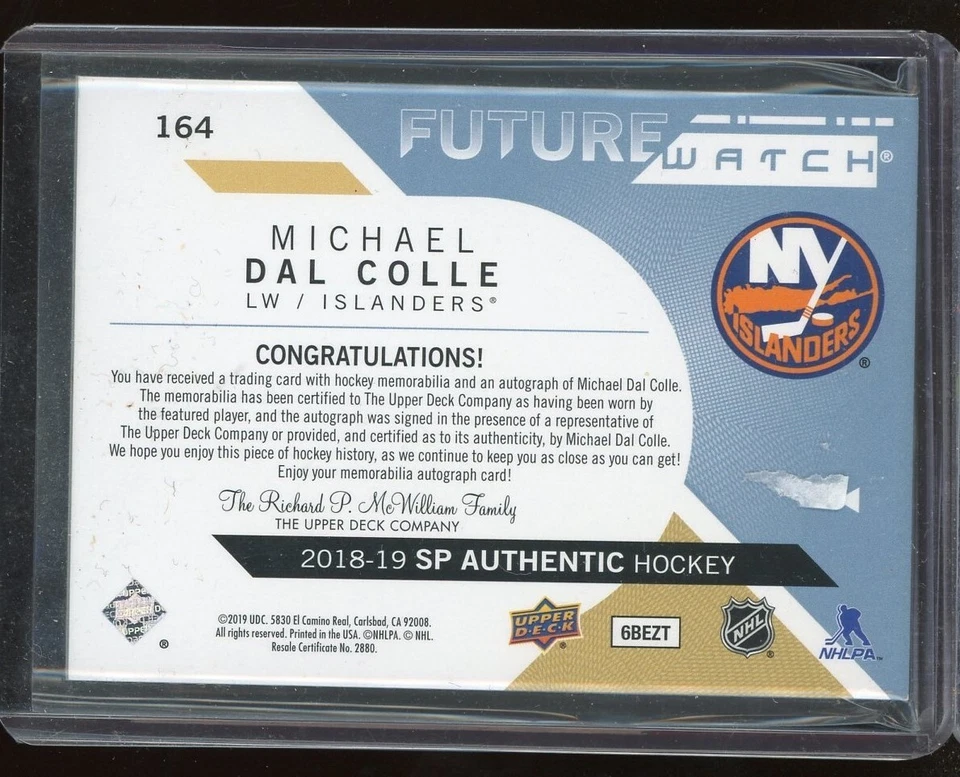 164
FUTURE
WATCH®
MICHAEL
DAL COLLE
LW / ISLANDERS®
NY
ISLANDERS
®
CONGRATULATIONS!
You have received a trading card with hockey memorabilia and an autograph of Michael Dal Colle.
The memorabilia has been certified to The Upper Deck Company as having been worn by
the featured player, and the autograph was signed in the presence of a representative of
The Upper Deck Company or provided, and certified as to its authenticity, by Michael Dal Colle.
We hope you enjoy this piece of hockey history, as we continue to keep you as close as you can get!
Enjoy your memorabilia autograph card!
The Richard P. McWilliam Family
THE UPPER DECK COMPANY
2018-19 SP AUTHENTIC HOCKEY
®
©2019 UDC. 5830 El Camino Real, Carlsbad, CA 92008.
All rights reserved. Printed in the USA. ©NHLPA. © NHL.
Resale Certificate No. 2880.
UPPER
DECK
®
6BEZT
NHL
®
NHLPA™